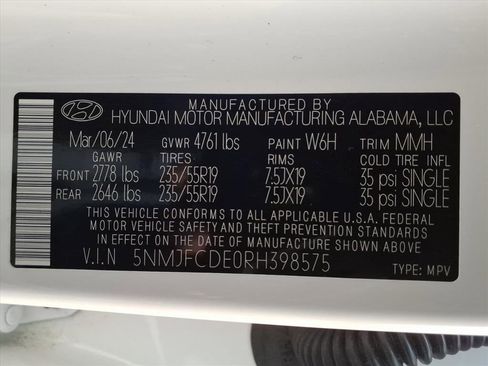 MANUFACTURED BY
HYUNDAI MOTOR MANUFACTURING ALABAMA, LLC
Mar/06/24 GVWR 4761 lbs PAINT W6H TRIM MMH
GAWR TIRES RIMS COLD TIRE INFL
FRONT 2778 lbs 235/55R19 7.5JX19 35 psi SINGLE
REAR 2646 lbs 235/55R19 7.5JX19 35 psi SINGLE
THIS VEHICLE CONFORMS TO ALL APPLICABLE U.S.A. FEDERAL
MOTOR VEHICLE SAFETY AND THEFT PREVENTION STANDARDS
IN EFFECT ON THE DATE OF MANUFACTURE SHOWN ABOVE.
V.I.N 5NMJFCDE0RH398575 TYPE: MPV